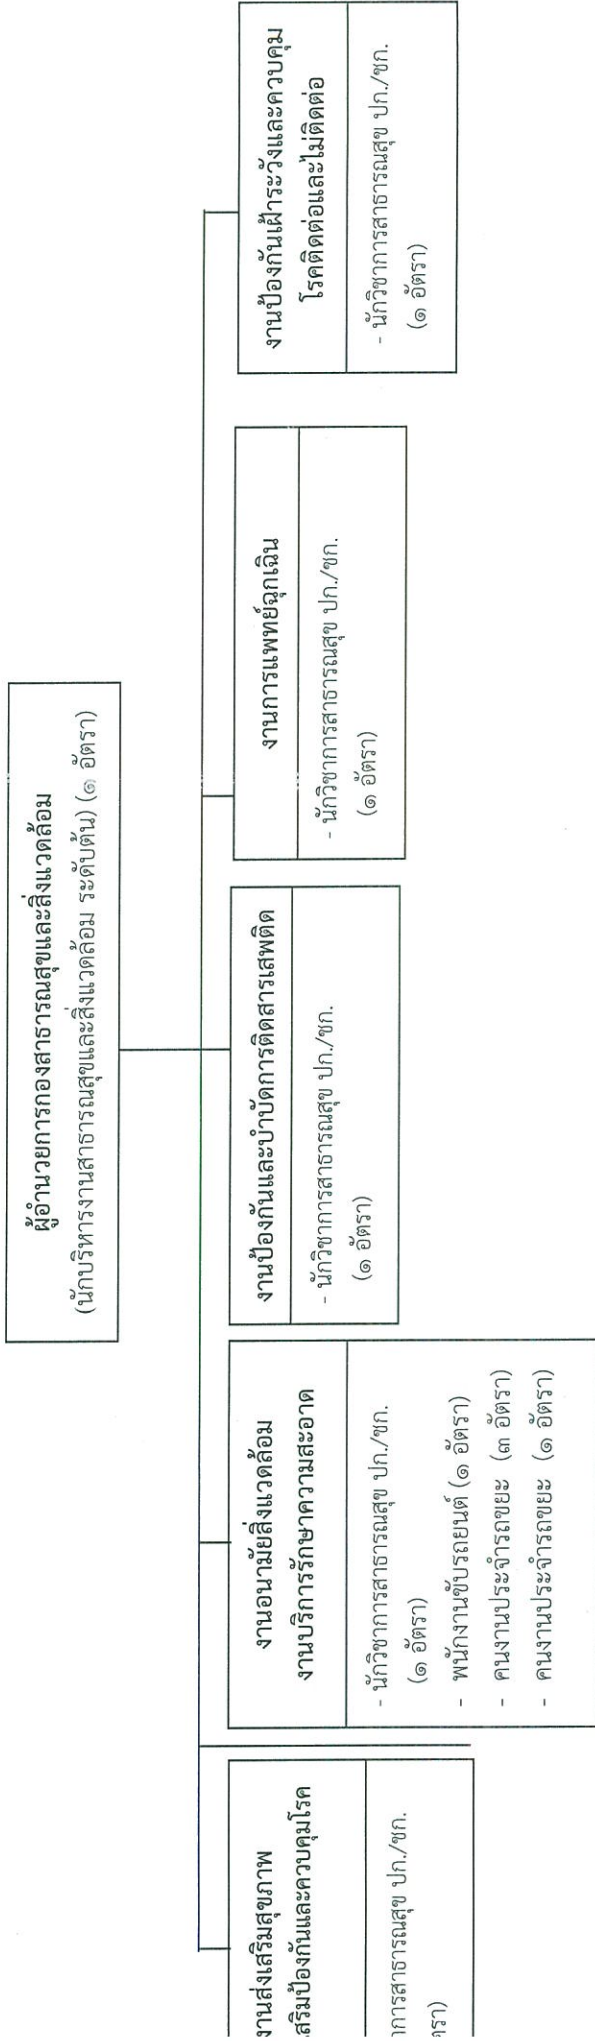 ผู้อำนวยการกองสาธารณสุขและสิ่งแวดล้อม
(นักบริหารงานสาธารณสุขและสิ่งแวดล้อม ระดับต้น) (๑ อัตรา)
งานส่งเสริมสุขภาพ
สริมป้องกันและควบคุมโรค
การสาธารณสุข ปก./ชก.
ตรา)
งานอนามัยสิ่งแวดล้อม
งานบริการรักษาความสะอาด
- นักวิชาการสาธารณสุข ปก./ชก.
(๑ อัตรา)
- พนักงานขับรถยนต์ (๑ อัตรา)
- คนงานประจำรถขยะ (๓ อัตรา)
- คนงานประจำรถขยะ (๑ อัตรา)
งานป้องกันและบำบัดการติดสารเสพติด
- นักวิชาการสาธารณสุข ปก./ชก.
(๑ อัตรา)
งานการแพทย์ฉุกเฉิน
- นักวิชาการสาธารณสุข ปก./ชก.
(๑ อัตรา)
งานป้องกันเฝ้าระวังและควบคุม
โรคติดต่อและไม่ติดต่อ
- นักวิชาการสาธารณสุข ปก./ชก.
(๑ อัตรา)